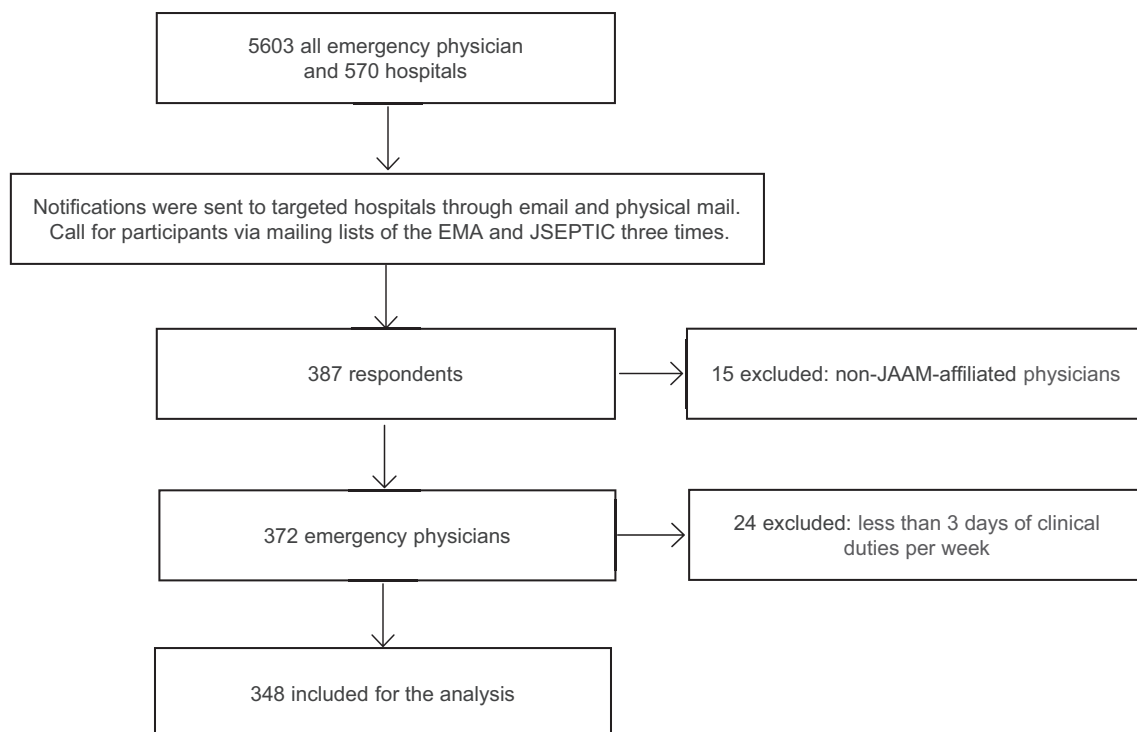 5603 all emergency physician
and 570 hospitals
Notifications were sent to targeted hospitals through email and physical mail.
Call for participants via mailing lists of the EMA and JSEPTIC three times.
387 respondents
15 excluded: non-JAAM-affiliated physicians
372 emergency physicians
24 excluded: less than 3 days of clinical
duties per week
348 included for the analysis